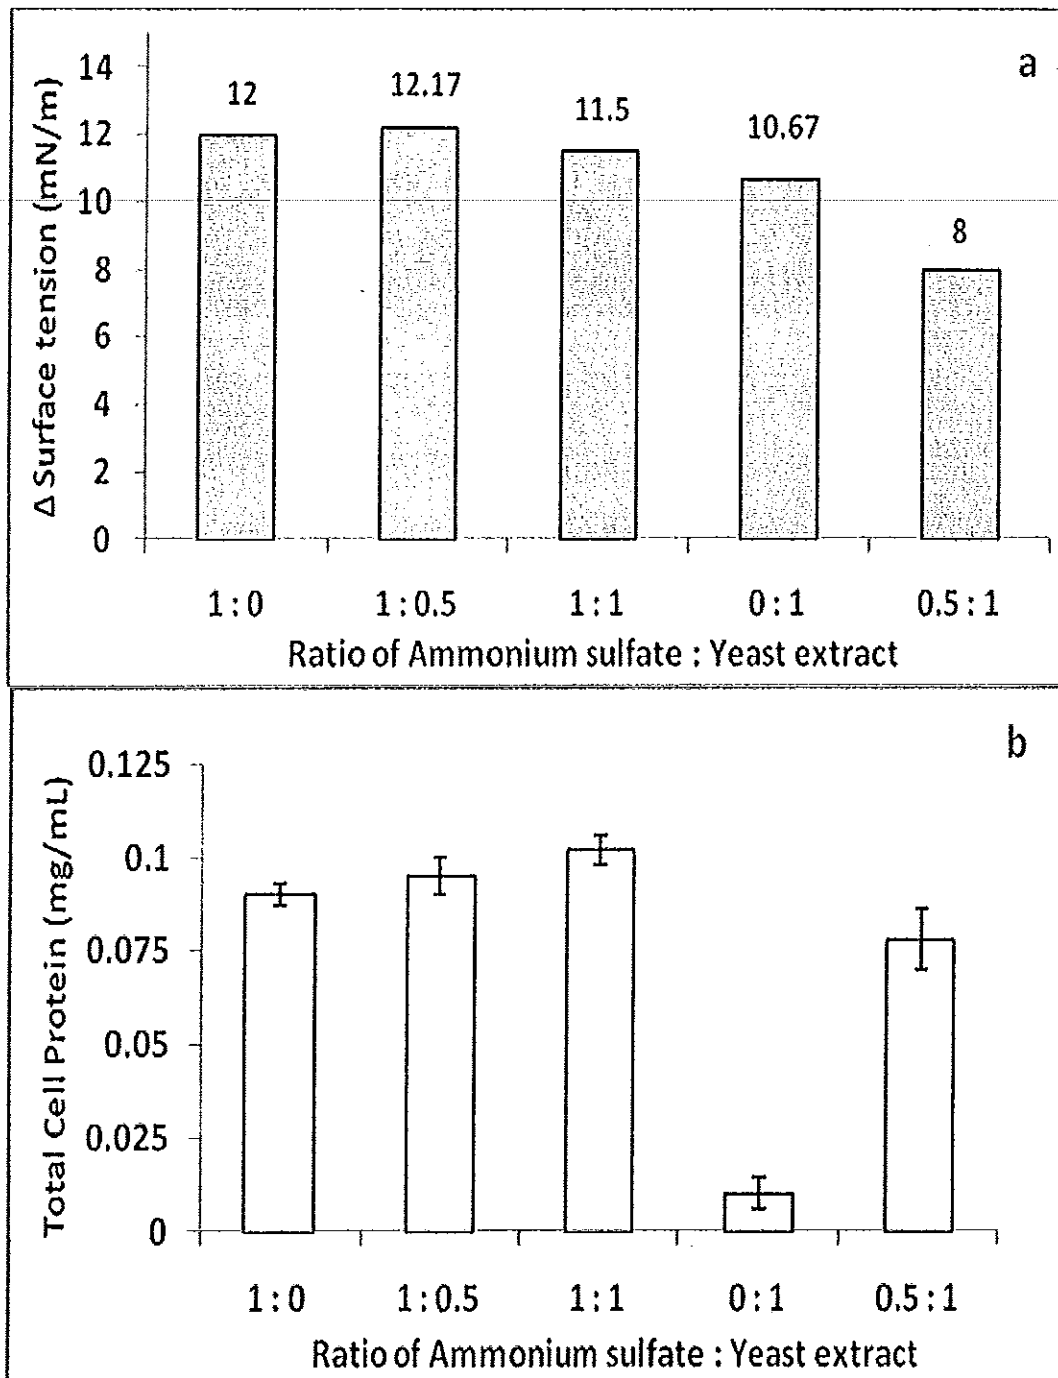 a
Δ Surface tension (mN/m)
14
12
10
8
6
4
2
0
12
12.17
11.5
10.67
8
1:0 1:0.5 1:1 0:1 0.5:1
Ratio of Ammonium sulfate : Yeast extract
b
Total Cell Protein (mg/mL)
0.125
0.1
0.075
0.05
0.025
0
1:0 1:0.5 1:1 0:1 0.5:1
Ratio of Ammonium sulfate : Yeast extract